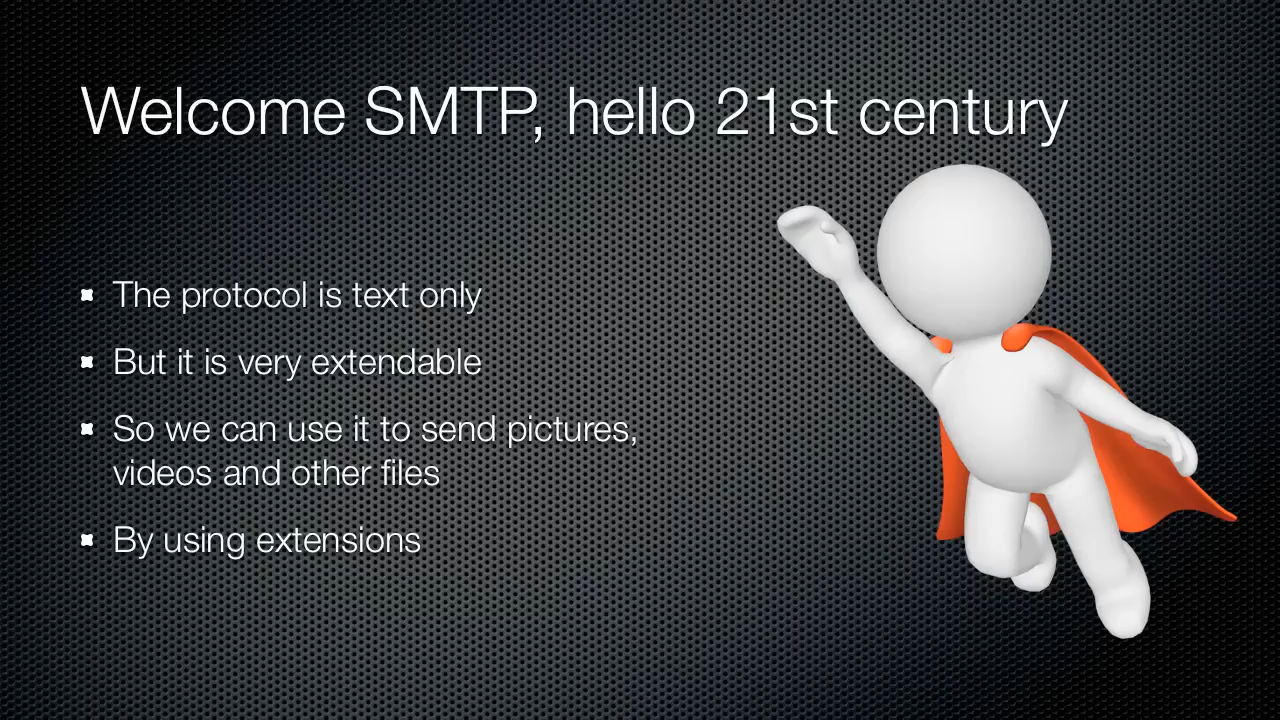 Welcome SMTP, hello 21st century
The protocol is text only
But it is very extendable
So we can use it to send pictures,
videos and other files
By using extensions